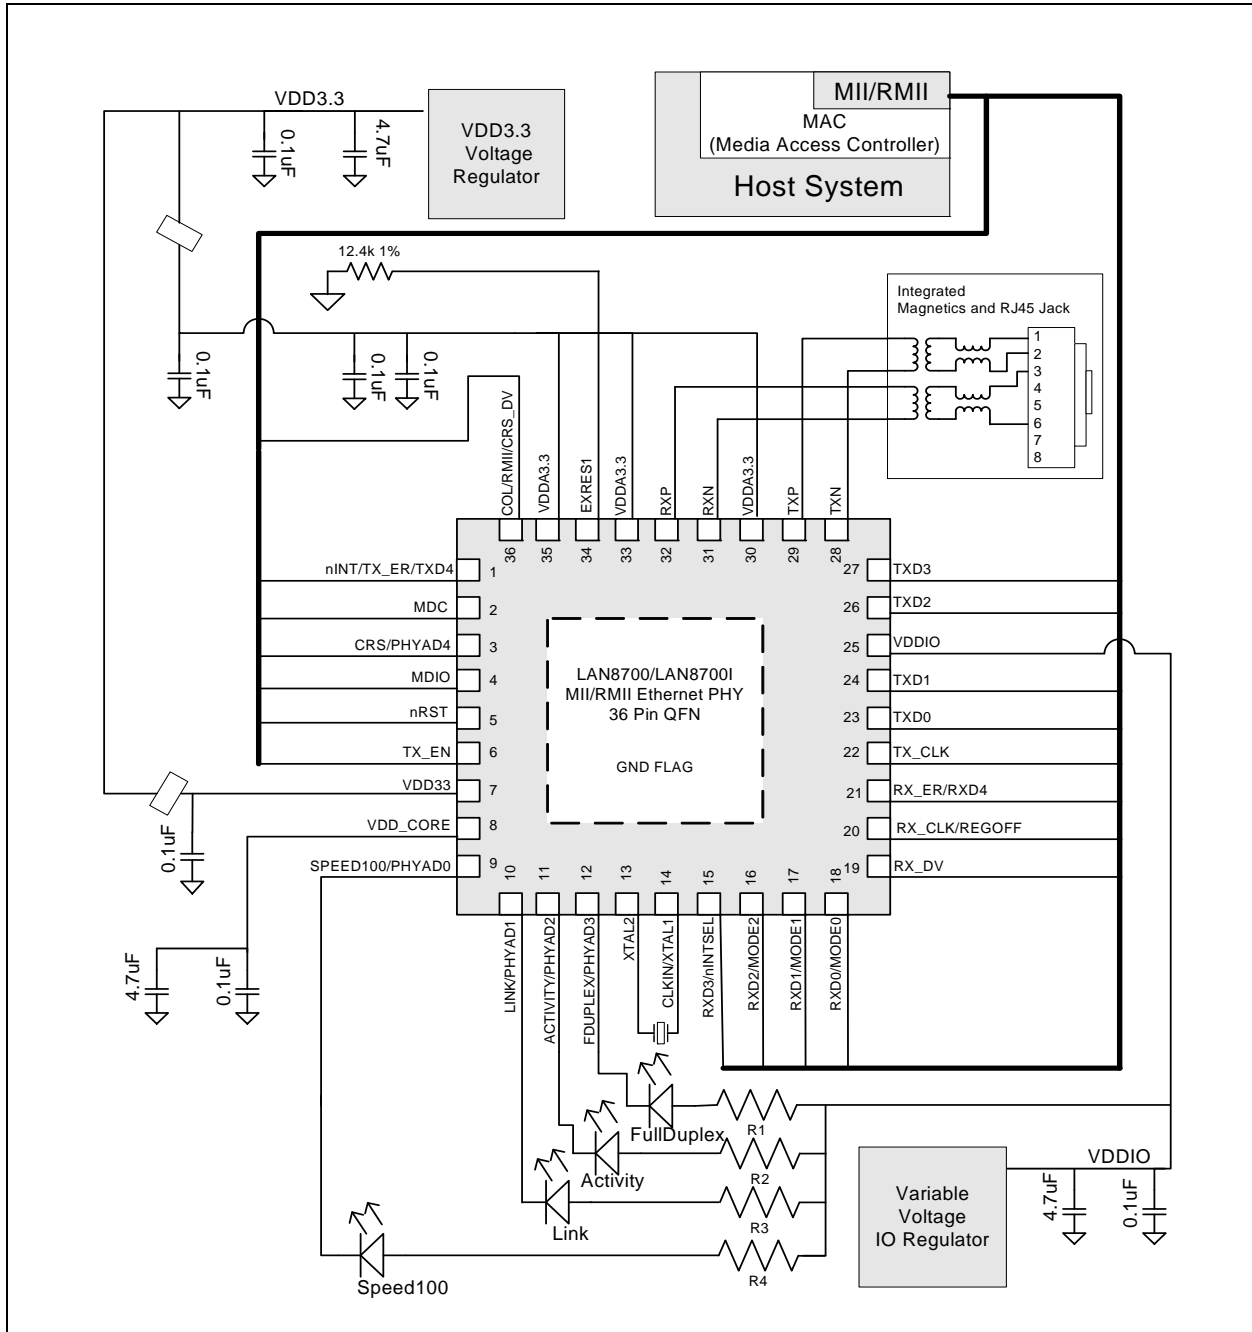 VDD3.3
0.1uF
4.7uF
VDD3.3
Voltage
Regulator
MII/RMII
MAC
(Media Access Controller)
Host System
12.4k 1%
Integrated
Magnetics and RJ45 Jack
1
2
3
4
5
6
7
8
0.1uF
0.1uF
0.1uF
COL/RMII/CRS_DV
VDDA3.3
EXRES1
VDDA3.3
RXP
RXN
VDDA3.3
TXP
TXN
36
35
34
33
32
31
30
29
28
nINT/TX_ER/TXD4
1
MDC
2
CRS/PHYAD4
3
MDIO
4
nRST
5
TX_EN
6
VDD33
7
VDD_CORE
8
SPEED100/PHYAD0
9
27
TXD3
26
TXD2
25
VDDIO
24
TXD1
23
TXD0
22
TX_CLK
21
RX_ER/RXD4
20
RX_CLK/REGOFF
19
RX_DV
LAN8700/LAN8700I
MII/RMII Ethernet PHY
36 Pin QFN
GND FLAG
0.1uF
4.7uF
0.1uF
10
11
12
13
14
15
16
17
18
LINK/PHYAD1
ACTIVITY/PHYAD2
FDUPLEX/PHYAD3
XTAL2
CLKIN/XTAL1
RXD3/nINTSEL
RXD2/MODE2
RXD1/MODE1
RXD0/MODE0
FullDuplex
R1
Activity
R2
Link
R3
Speed100
R4
Variable
Voltage
IO Regulator
VDDIO
4.7uF
0.1uF